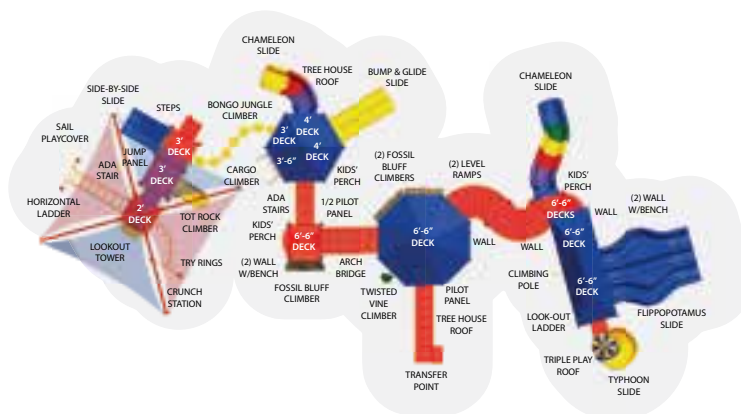 CHAMELEON
SLIDE
TREE HOUSE
ROOF
BUMP & GLIDE
SLIDE
SIDE-BY-SIDE
SLIDE
STEPS
BONGO JUNGLE
CLIMBER
CHAMELEON
SLIDE
SAIL
PLAYCOVER
JUMP
PANEL
ADA
STAIR
3'
DECK
3'
DECK
2'
DECK
3'
DECK
4'
DECK
4'
DECK
3'-6"
CARGO
CLIMBER
KIDS'
PERCH
(2) FOSSIL
BLUFF
CLIMBERS
(2) LEVEL
RAMPS
KIDS'
PERCH
HORIZONTAL
LADDER
TOT ROCK
CLIMBER
ADA
STAIRS
1/2 PILOT
PANEL
6'-6"
DECKS
WALL
(2) WALL
W/BENCH
LOOKOUT
TOWER
TRY RINGS
KIDS'
PERCH
6'-6"
DECK
6'-6"
DECK
WALL
WALL
6'-6"
DECK
(2) WALL
W/BENCH
ARCH
BRIDGE
CRUNCH
STATION
FOSSIL BLUFF
CLIMBER
TWISTED
VINE
CLIMBER
PILOT
PANEL
TREE HOUSE
ROOF
CLIMBING
POLE
6'-6"
DECK
LOOK-OUT
LADDER
FLIPPOPOTAMUS
SLIDE
TRANSFER
POINT
TRIPLE PLAY
ROOF
TYPHOON
SLIDE